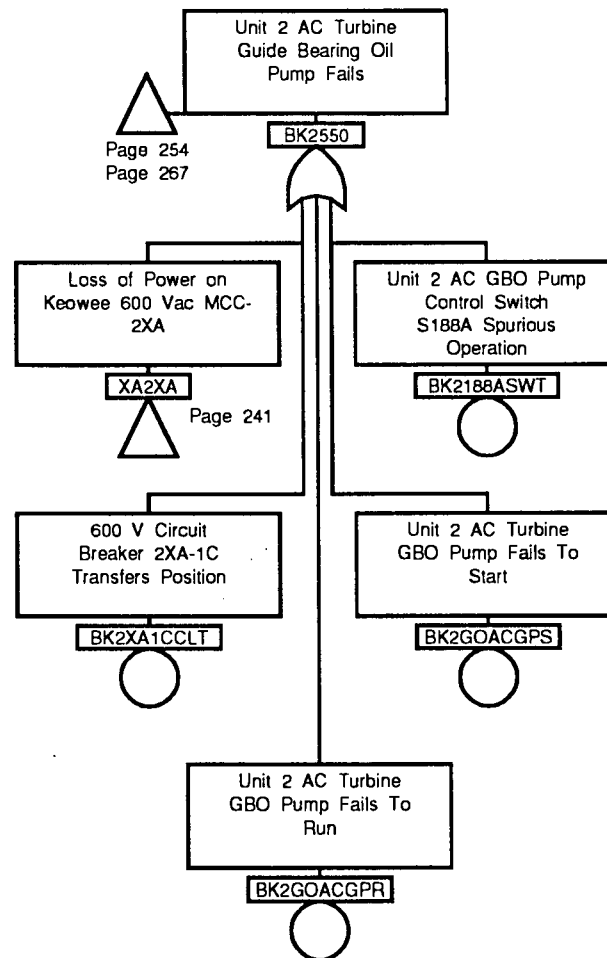 Unit 2 AC Turbine
Guide Bearing Oil
Pump Fails
BK2550
Page 254
Page 267
Loss of Power on
Keowee 600 Vac MCC-
2XA
XA2XA
Page 241
Unit 2 AC GBO Pump
Control Switch
S188A Spurious
Operation
BK2188ASWT
600 V Circuit
Breaker 2XA-1C
Transfers Position
BK2XA1CCLT
Unit 2 AC Turbine
GBO Pump Fails To
Start
BK2GOACGPS
Unit 2 AC Turbine
GBO Pump Fails To
Run
BK2GOACGPR